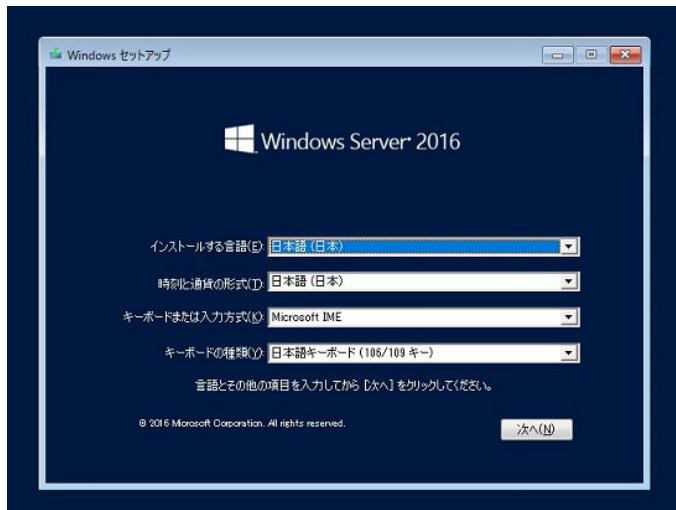 Windows セットアップ
Windows Server 2016
インストールする言語(E): 日本語 (日本)
時刻と通貨の形式(T): 日本語 (日本)
キーボードまたは入力方式(K): Microsoft IME
キーボードの種類(Y): 日本語キーボード (106/109 キー)
言語とその他の項目を入力してから [次へ] をクリックしてください。
© 2016 Microsoft Corporation. All rights reserved.
次へ(N)